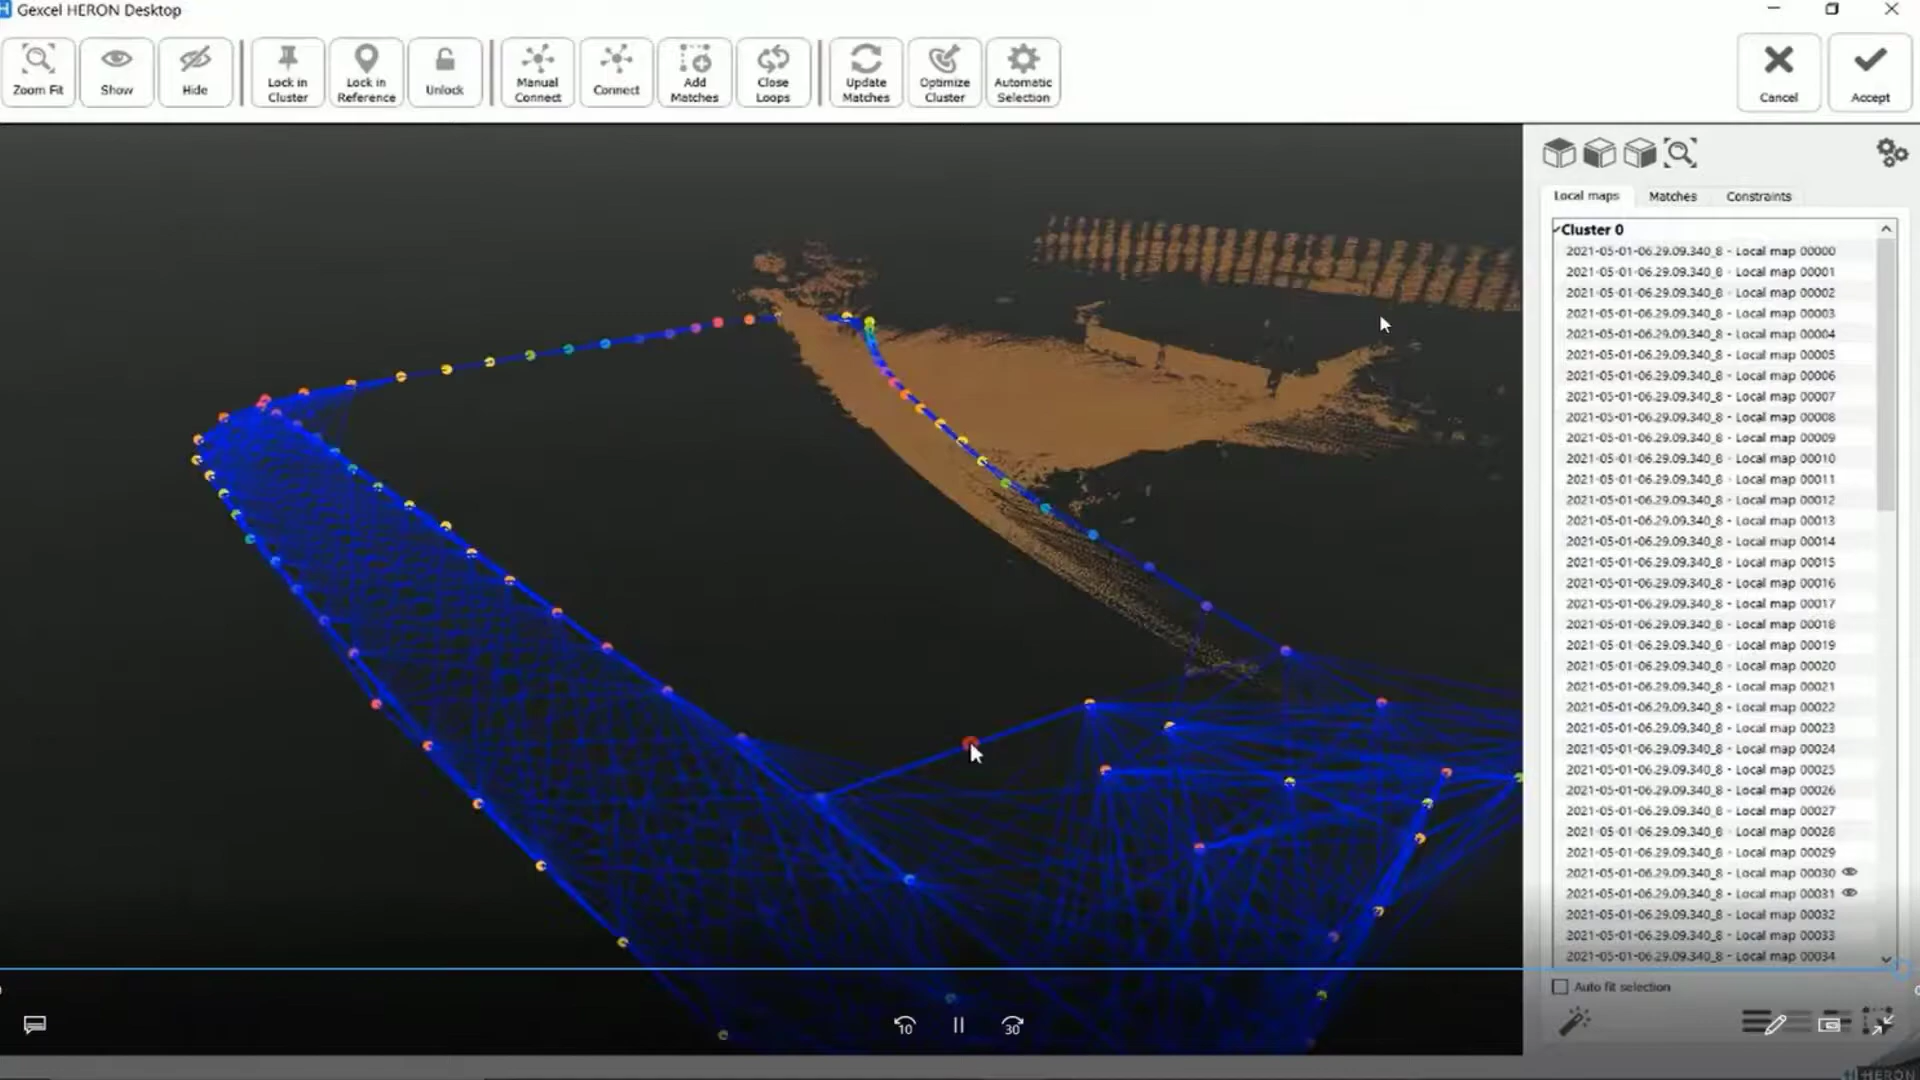 Gexcel HERON Desktop
Zoom Fit
Show
Hide
Lock in Cluster
Lock in Reference
Unlock
Manual Connect
Connect
Add Matches
Close Loops
Update Matches
Optimize Cluster
Automatic Selection
Cancel
Accept
Local maps
Matches
Constraints
Cluster 0
2021-05-01-06.29.09.340_8 - Local map 00000
2021-05-01-06.29.09.340_8 - Local map 00001
2021-05-01-06.29.09.340_8 - Local map 00002
2021-05-01-06.29.09.340_8 - Local map 00003
2021-05-01-06.29.09.340_8 - Local map 00004
2021-05-01-06.29.09.340_8 - Local map 00005
2021-05-01-06.29.09.340_8 - Local map 00006
2021-05-01-06.29.09.340_8 - Local map 00007
2021-05-01-06.29.09.340_8 - Local map 00008
2021-05-01-06.29.09.340_8 - Local map 00009
2021-05-01-06.29.09.340_8 - Local map 00010
2021-05-01-06.29.09.340_8 - Local map 00011
2021-05-01-06.29.09.340_8 - Local map 00012
2021-05-01-06.29.09.340_8 - Local map 00013
2021-05-01-06.29.09.340_8 - Local map 00014
2021-05-01-06.29.09.340_8 - Local map 00015
2021-05-01-06.29.09.340_8 - Local map 00016
2021-05-01-06.29.09.340_8 - Local map 00017
2021-05-01-06.29.09.340_8 - Local map 00018
2021-05-01-06.29.09.340_8 - Local map 00019
2021-05-01-06.29.09.340_8 - Local map 00020
2021-05-01-06.29.09.340_8 - Local map 00021
2021-05-01-06.29.09.340_8 - Local map 00022
2021-05-01-06.29.09.340_8 - Local map 00023
2021-05-01-06.29.09.340_8 - Local map 00024
2021-05-01-06.29.09.340_8 - Local map 00025
2021-05-01-06.29.09.340_8 - Local map 00026
2021-05-01-06.29.09.340_8 - Local map 00027
2021-05-01-06.29.09.340_8 - Local map 00028
2021-05-01-06.29.09.340_8 - Local map 00029
2021-05-01-06.29.09.340_8 - Local map 00030
2021-05-01-06.29.09.340_8 - Local map 00031
2021-05-01-06.29.09.340_8 - Local map 00032
2021-05-01-06.29.09.340_8 - Local map 00033
2021-05-01-06.29.09.340_8 - Local map 00034
Auto fit selection
10
30
HERON